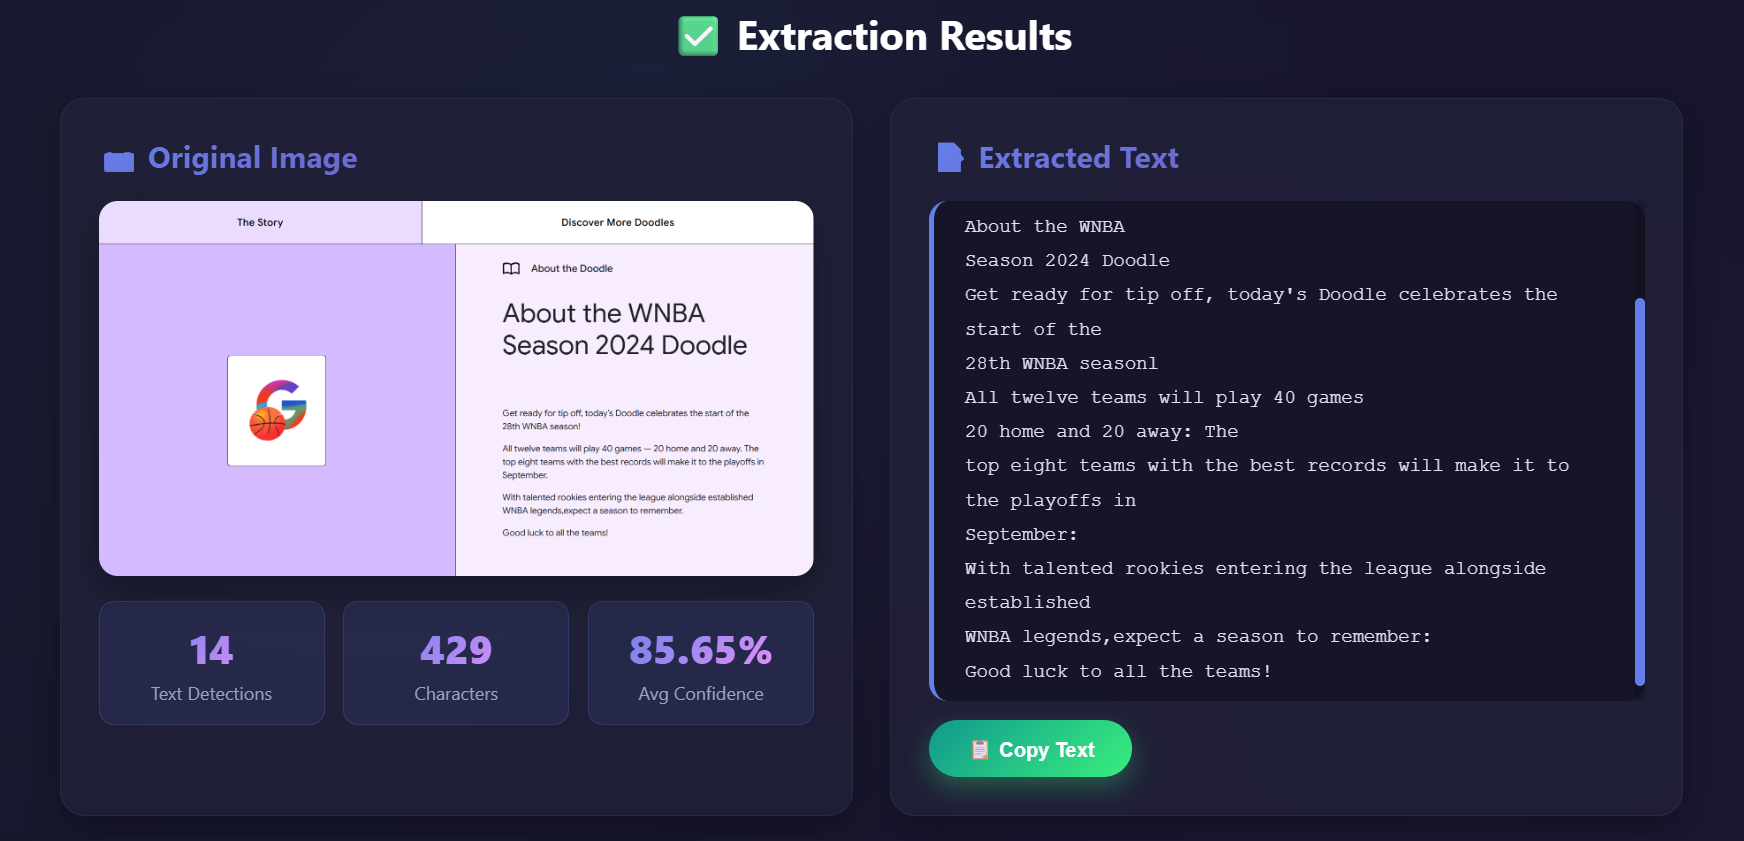 ✅ Extraction Results
Original Image
The Story
Discover More Doodles
About the Doodle
About the WNBA
Season 2024 Doodle
Get ready for tip off, today's Doodle celebrates the start of the
28th WNBA season!
All twelve teams will play 40 games — 20 home and 20 away. The
top eight teams with the best records will make it to the playoffs in
September.
With talented rookies entering the league alongside established
WNBA legends,expect a season to remember.
Good luck to all the teams!
14
Text Detections
429
Characters
85.65%
Avg Confidence
Extracted Text
About the WNBA
Season 2024 Doodle
Get ready for tip off, today's Doodle celebrates the
start of the
28th WNBA seasonl
All twelve teams will play 40 games
20 home and 20 away: The
top eight teams with the best records will make it to
the playoffs in
September:
With talented rookies entering the league alongside
established
WNBA legends,expect a season to remember:
Good luck to all the teams!
📋 Copy Text